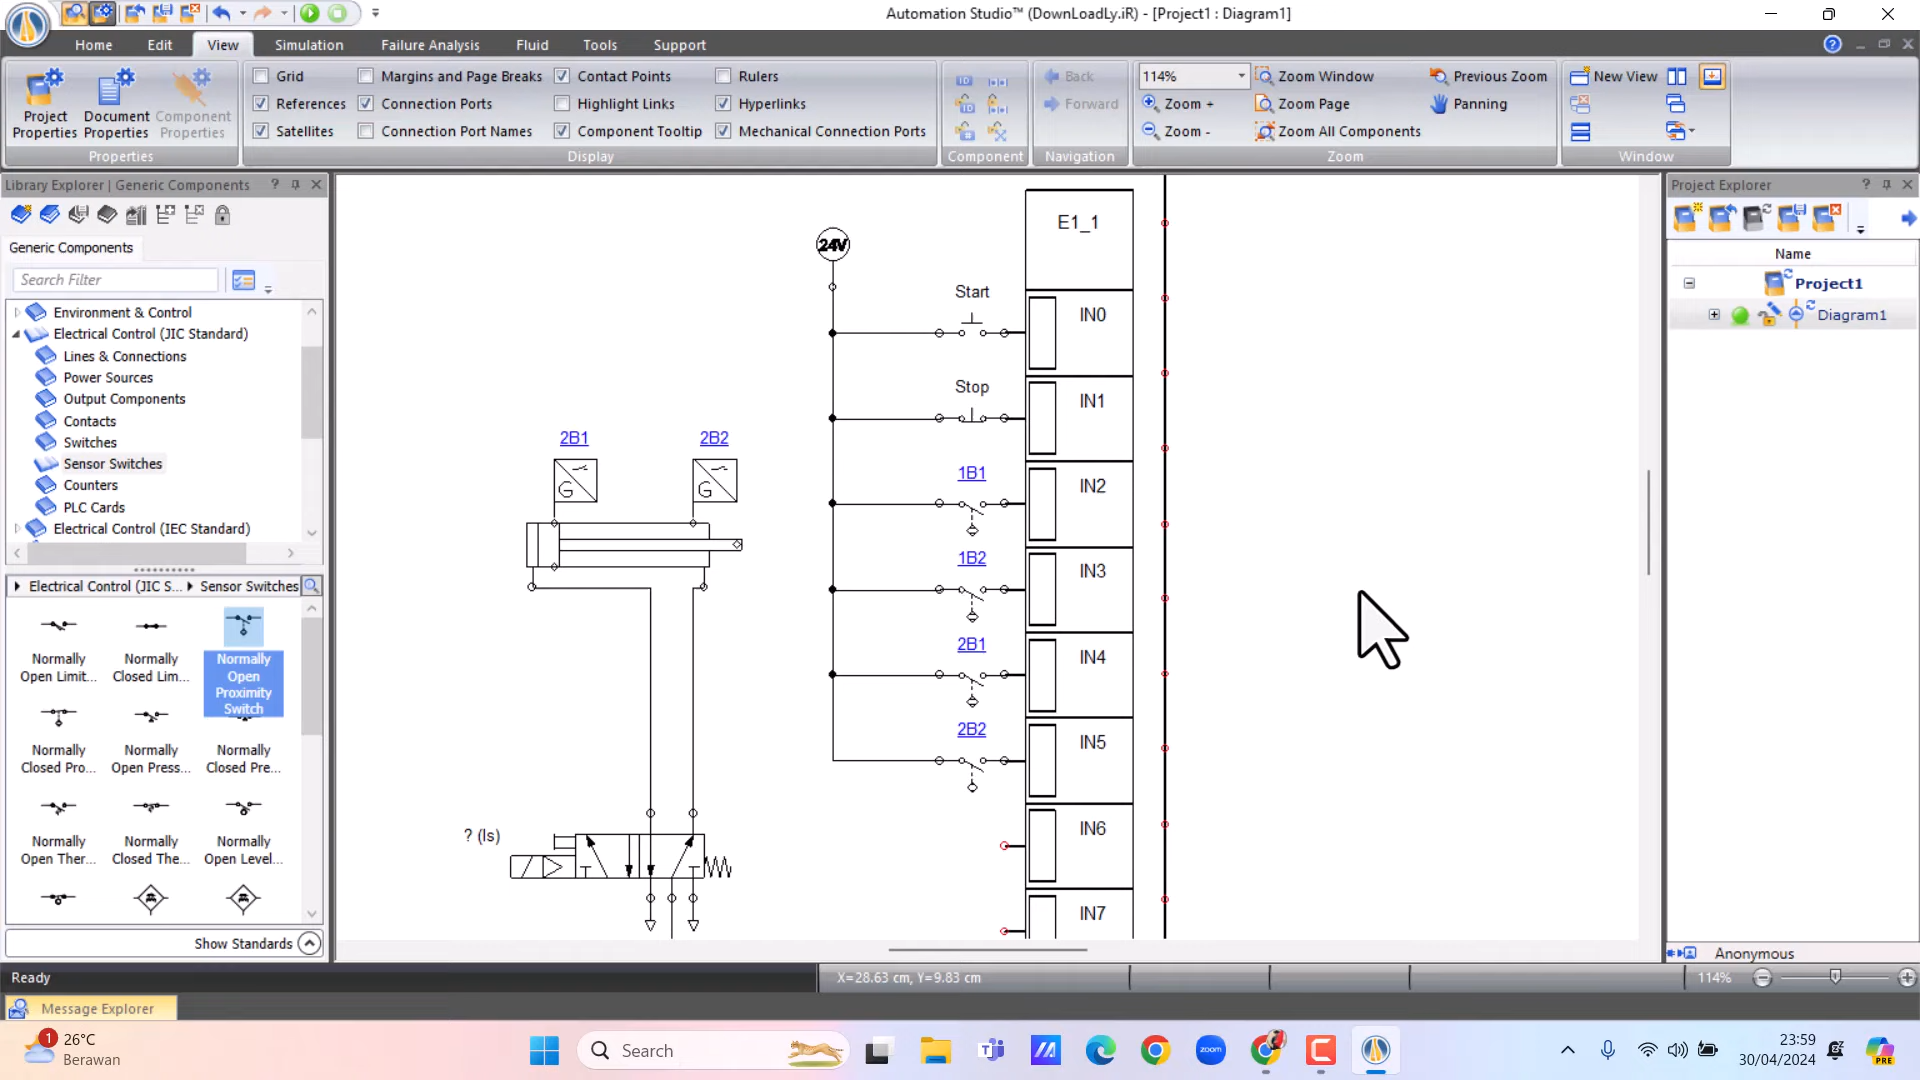 Automation Studio™ (DownLoadLy.iR) - [Project1 : Diagram1]
Home Edit View Simulation Failure Analysis Fluid Tools Support
Project Properties
Document Properties
Component Properties
Properties
Grid
Margins and Page Breaks
Contact Points
Rulers
References
Connection Ports
Highlight Links
Hyperlinks
Satellites
Connection Port Names
Component Tooltip
Mechanical Connection Ports
Display
Component
Back
Forward
Navigation
114%
Zoom Window
Previous Zoom
Zoom +
Zoom Page
Panning
Zoom -
Zoom All Components
Zoom
New View
Window
Library Explorer | Generic Components
Generic Components
Search Filter
Environment & Control
Electrical Control (JIC Standard)
Lines & Connections
Power Sources
Output Components
Contacts
Switches
Sensor Switches
Counters
PLC Cards
Electrical Control (IEC Standard)
Electrical Control (JIC S... Sensor Switches
Normally Open Limit...
Normally Closed Lim...
Normally Open Proximity Switch
Normally Closed Pro...
Normally Open Press...
Normally Closed Pre...
Normally Open Ther...
Normally Closed The...
Normally Open Level...
Show Standards
24V
E1_1
Start
IN0
Stop
IN1
2B1
2B2
G
G
1B1
IN2
1B2
IN3
2B1
IN4
2B2
IN5
? (Is)
IN6
IN7
Project Explorer
Name
Project1
Diagram1
Anonymous
Ready
X=28.63 cm, Y=9.83 cm
114%
Message Explorer
1
26°C
Berawan
Search
zoom
23:59
30/04/2024
PRE